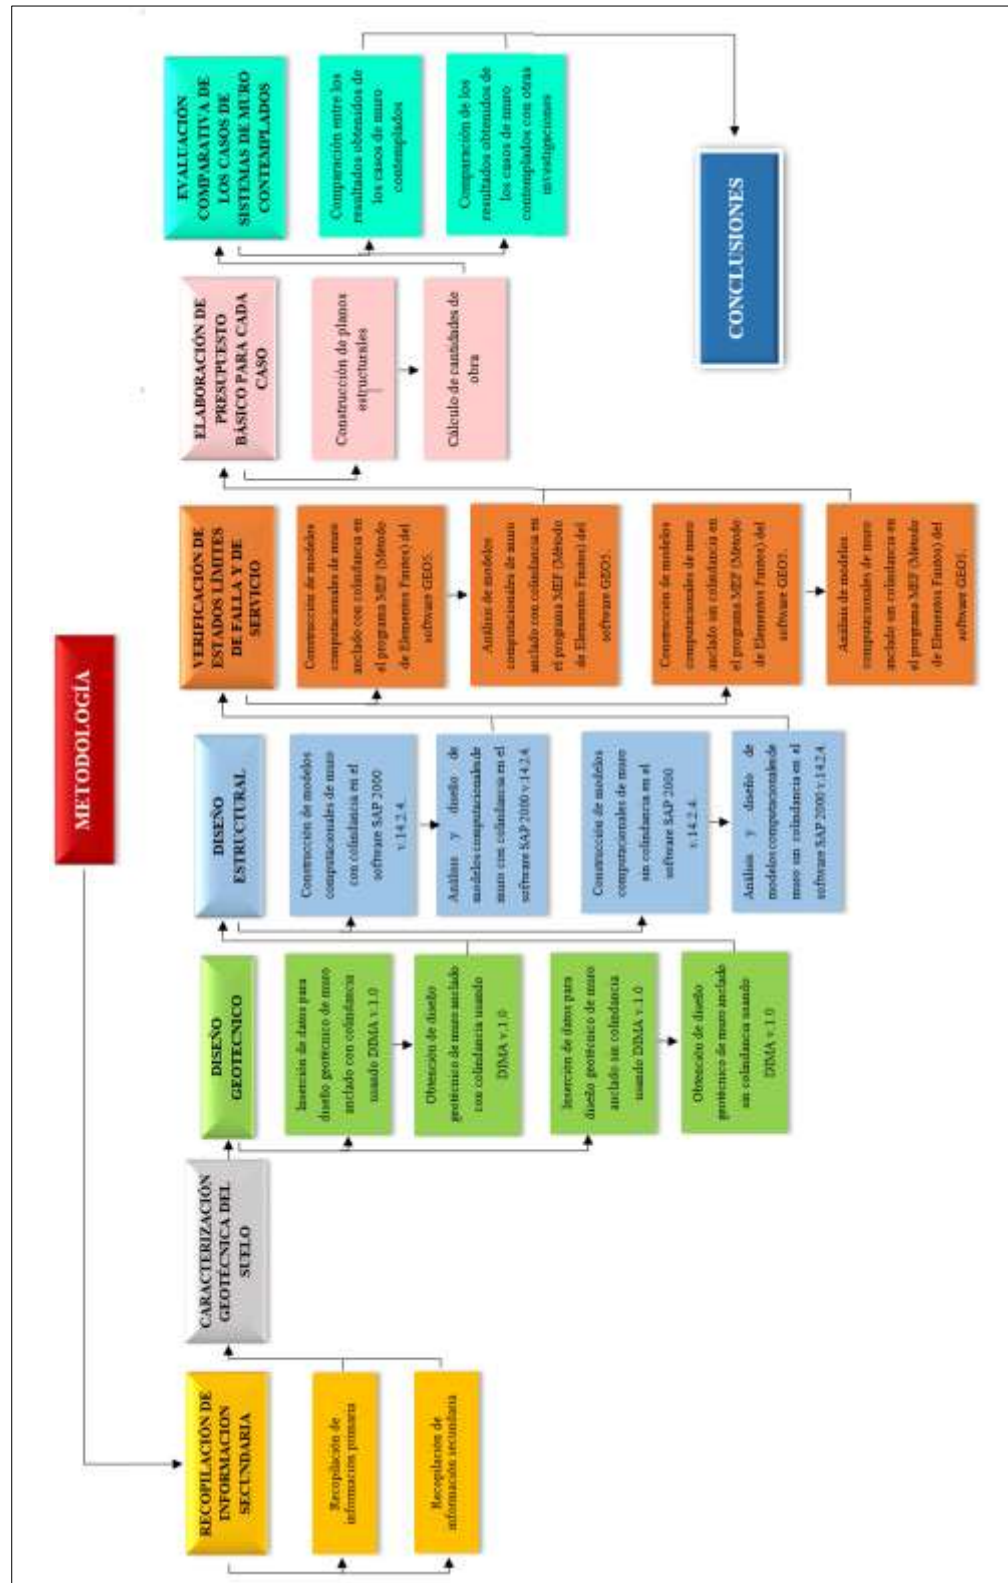 METODOLOGÍA
RECOPILACIÓN DE
INFORMACION
SECUNDARIA
Recopilación de
información primaria
Recopilación de
información secundaria
CARACTERIZACIÓN
GEOTÉCNICA DEL
SUELO
DISEÑO
GEOTÉCNICO
Inserción de datos para
diseño geotécnico de muro
anclado con colindancia
usando DIMA v.1.0
Obtención de diseño
geotécnico de muro anclado
con colindancia usando
DIMA v.1.0
Inserción de datos para
diseño geotécnico de muro
anclado sin colindancia
usando DIMA v.1.0
Obtención de diseño
geotécnico de muro anclado
sin colindancia usando
DIMA v.1.0
DISEÑO
ESTRUCTURAL
Construcción de modelos
computacionales de muro
con colindancia en el
software SAP 2000
v.14.2.4.
Análisis y diseño de
modelos computacionales de
muro con colindancia en el
software SAP 2000 v.14.2.4.
Construcción de modelos
computacionales de muro
sin colindancia en el
software SAP 2000
v.14.2.4.
Análisis y diseño de
modelos computacionales de
muro sin colindancia en el
software SAP 2000 v.14.2.4.
VERIFICACIÓN DE
ESTADOS LÍMITES
DE FALLA Y DE
SERVICIO
Construcción de modelos
computacionales de muro
anclado con colindancia en
el programa MEF (Método
de Elementos Finitos) del
software GEO5.
Análisis de modelos
computacionales de muro
anclado con colindancia en
el programa MEF (Método
de Elementos Finitos) del
software GEO5.
Construcción de modelos
computacionales de muro
anclado sin colindancia en
el programa MEF (Método
de Elementos Finitos) del
software GEO5.
Análisis de modelos
computacionales de muro
anclado sin colindancia en
el programa MEF (Método
de Elementos Finitos) del
software GEO5.
ELABORACIÓN DE
PRESUPUESTO
BÁSICO PARA CADA
CASO
Construcción de planos
estructurales
Cálculo de cantidades de
obra
EVALUACIÓN
COMPARATIVA DE
LOS CASOS DE
SISTEMAS DE MURO
CONTEMPLADOS
Comparación entre los
resultados obtenidos de
los casos de muro
contemplados
Comparación de los
resultados obtenidos de
los casos de muro
contemplados con otras
investigaciones
CONCLUSIONES